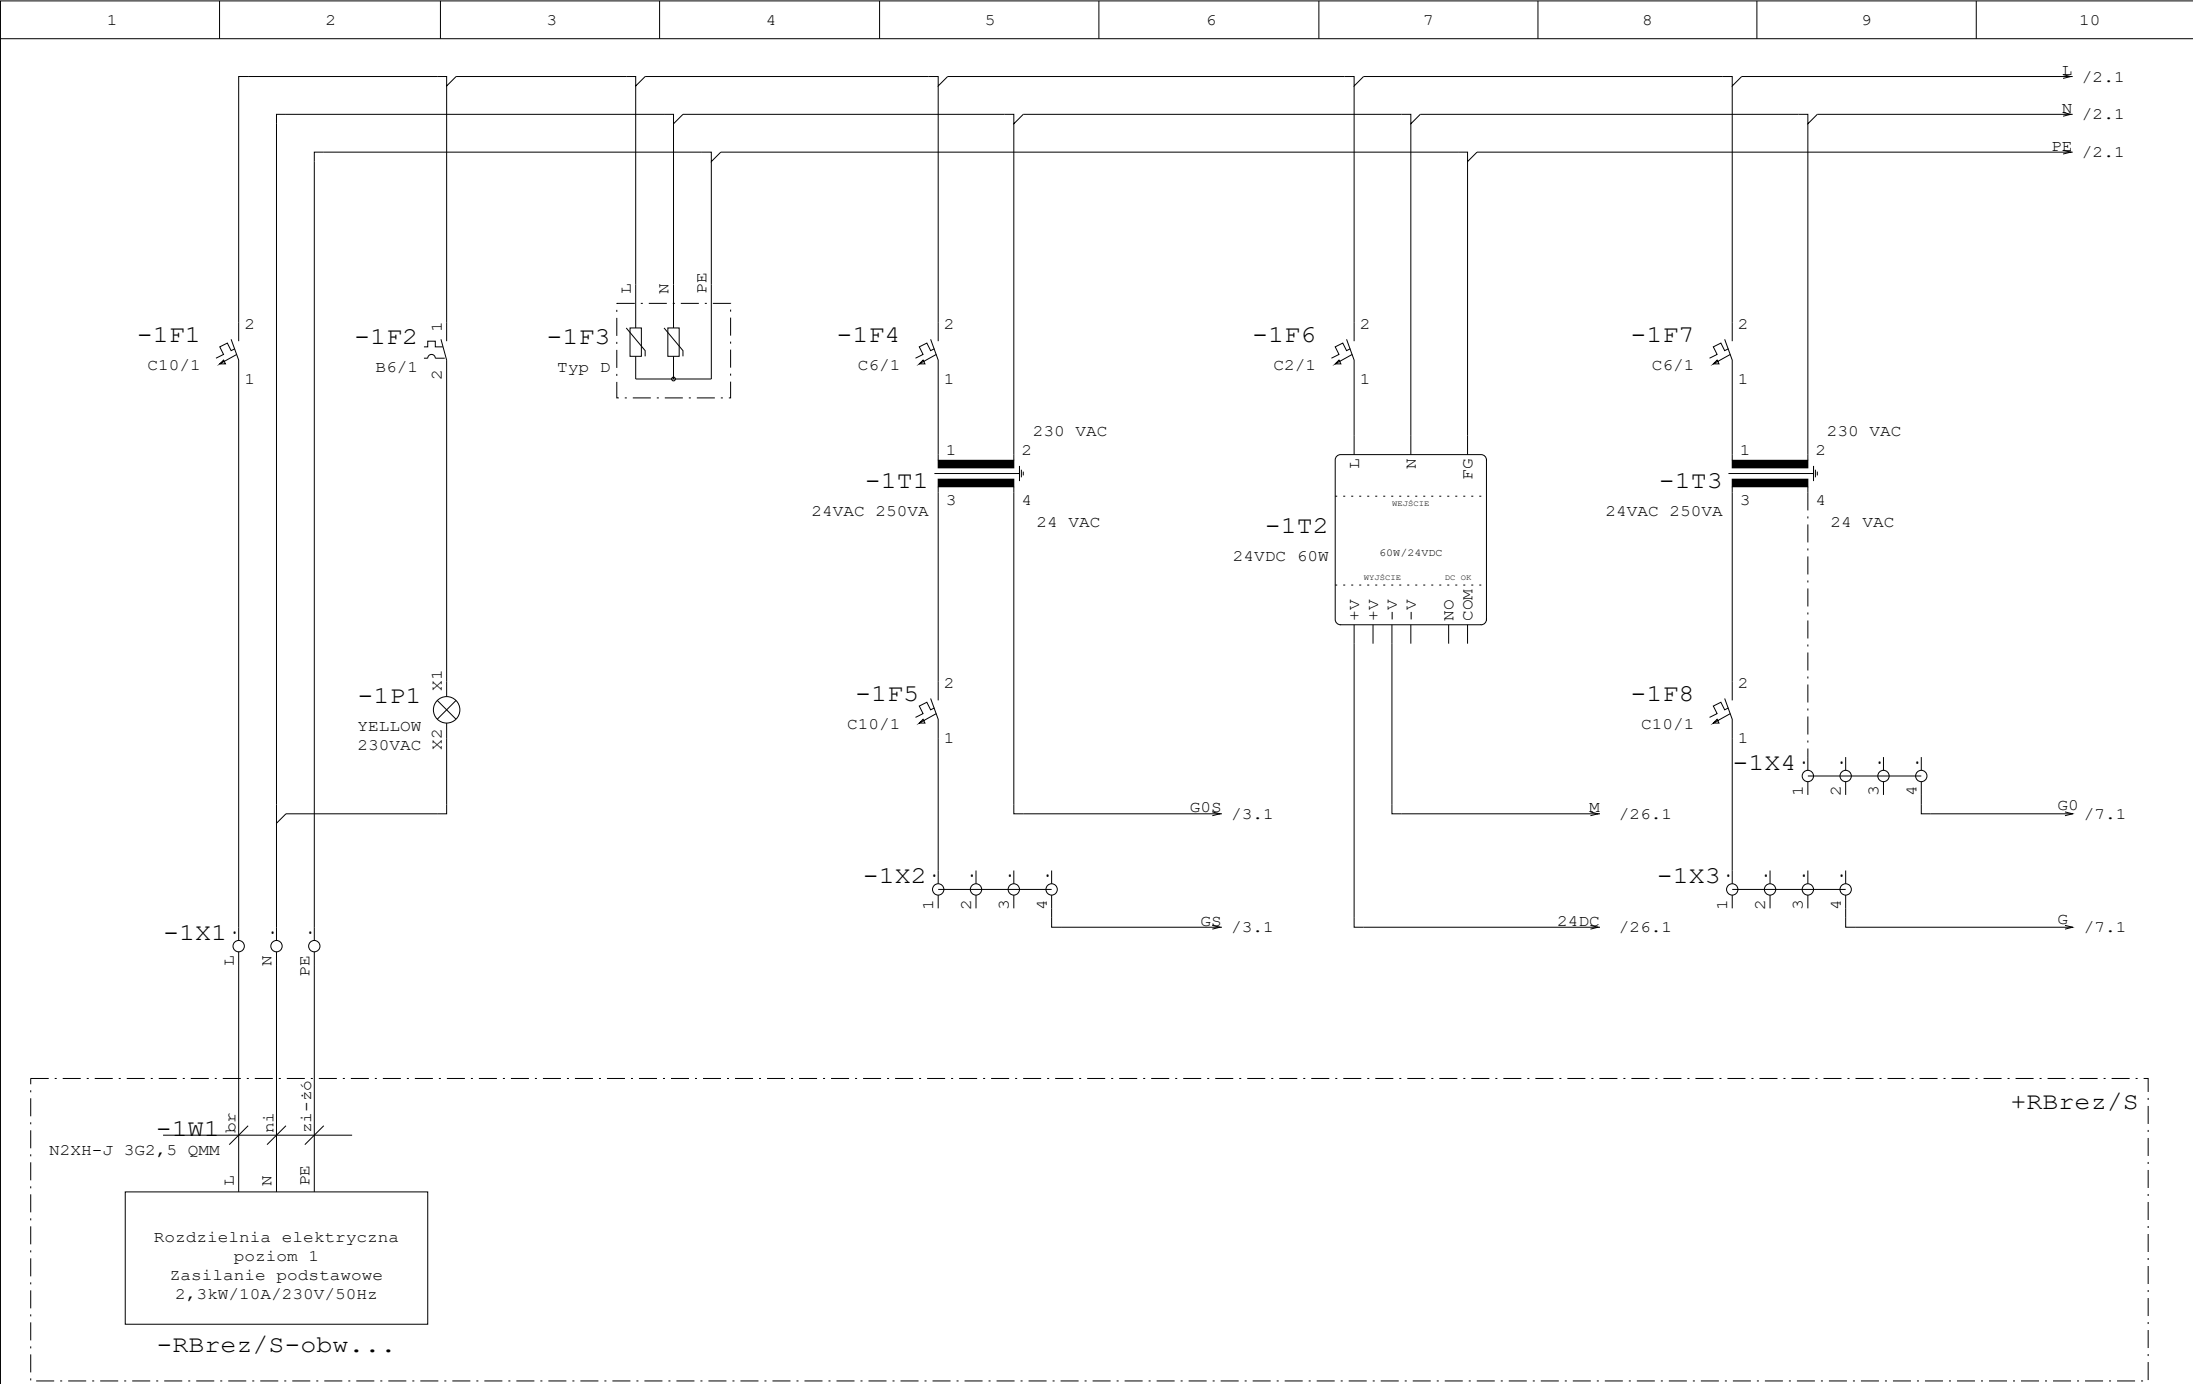 1 2 3 4 5 6 7 8 9 10
L /2.1
N /2.1
PE /2.1
-1F1
C10/1
2
1
-1F2
B6/1
1
2
-1F3
Typ D
L
N
PE
-1F4
C6/1
2
1
-1F6
C2/1
2
1
-1F7
C6/1
2
1
230 VAC
1
2
-1T1
24VAC 250VA
3
4
24 VAC
L
N
FG
WEJŚCIE
-1T2
24VDC 60W
60W/24VDC
WYJŚCIE
DC OK
+V
+V
-V
-V
NO
COM
230 VAC
1
2
-1T3
24VAC 250VA
3
4
24 VAC
-1P1
YELLOW
230VAC
X1
X2
-1F5
C10/1
2
1
-1F8
C10/1
2
1
-1X4
1
2
3
4
G0S /3.1
M /26.1
G0 /7.1
-1X2
1
2
3
4
-1X3
1
2
3
4
GS /3.1
24DC /26.1
G /7.1
-1X1
L
N
PE
+RBrez/S
-1W1
N2XH-J 3G2,5 QMM
br
ni
zi-żó
L
N
PE
Rozdzielnia elektryczna
poziom 1
Zasilanie podstawowe
2,3kW/10A/230V/50Hz
-RBrez/S-obw...